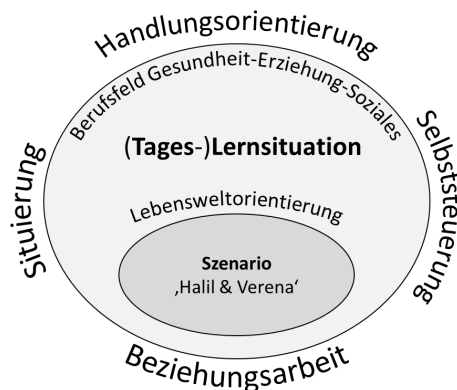 Handlungsorientierung
Berufsfeld Gesundheit-Erziehung-Soziales
(Tages-)Lernsituation
Situierung
Selbststeuerung
Lebensweltorientierung
Szenario
‚Halil & Verena‘
Beziehungsarbeit